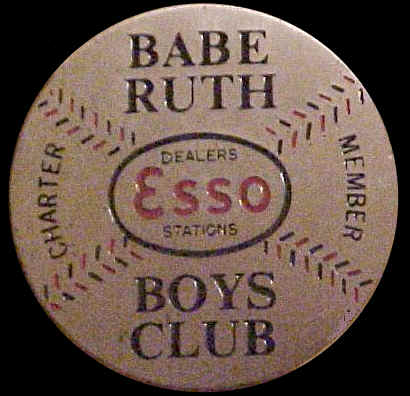 BABE
RUTH
CHARTER
DEALERS
Esso
STATIONS
MEMBER
BOYS
CLUB